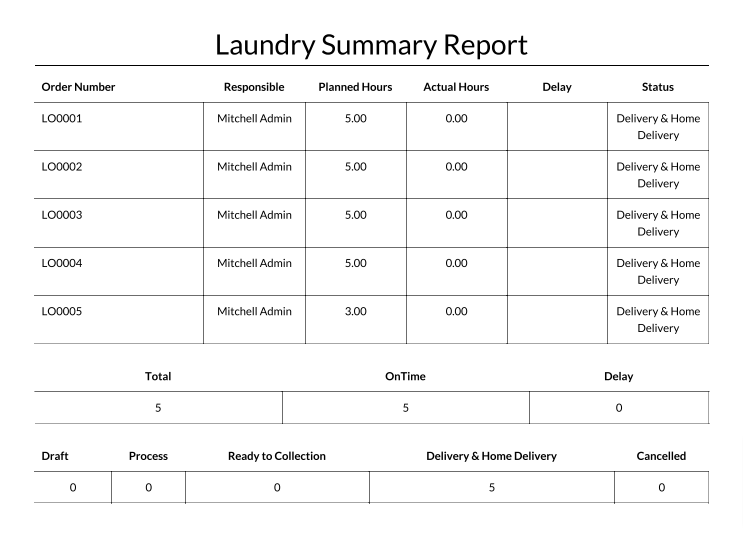 Laundry Summary Report
Order Number Responsible Planned Hours Actual Hours Delay Status
LO0001 Mitchell Admin 5.00 0.00 Delivery & Home
Delivery
LO0002 Mitchell Admin 5.00 0.00 Delivery & Home
Delivery
LO0003 Mitchell Admin 5.00 0.00 Delivery & Home
Delivery
LO0004 Mitchell Admin 5.00 0.00 Delivery & Home
Delivery
LO0005 Mitchell Admin 3.00 0.00 Delivery & Home
Delivery
Total OnTime Delay
5 5 0
Draft Process Ready to Collection Delivery & Home Delivery Cancelled
0 0 0 5 0